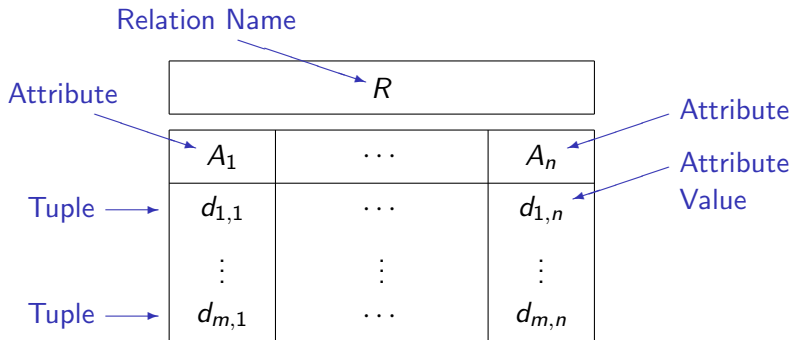 Relation Name
R
Attribute
Attribute
A₁ ··· Aₙ
Attribute
Value
Tuple d₁,₁ ··· d₁,ₙ
⋮ ⋮ ⋮
Tuple dₘ,₁ ··· dₘ,ₙ